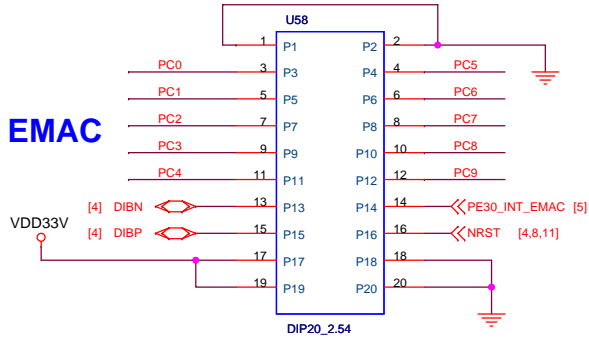 U58
1 P1 P2 2
PC0 3 P3 P4 4 PC5
PC1 5 P5 P6 6 PC6
EMAC
PC2 7 P7 P8 8 PC7
PC3 9 P9 P10 10 PC8
PC4 11 P11 P12 12 PC9
[4] DIBN 13 P13 P14 14 PE30_INT_EMAC [5]
VDD33V
[4] DIBP 15 P15 P16 16 NRST [4,8,11]
17 P17 P18 18
19 P19 P20 20
DIP20_2.54